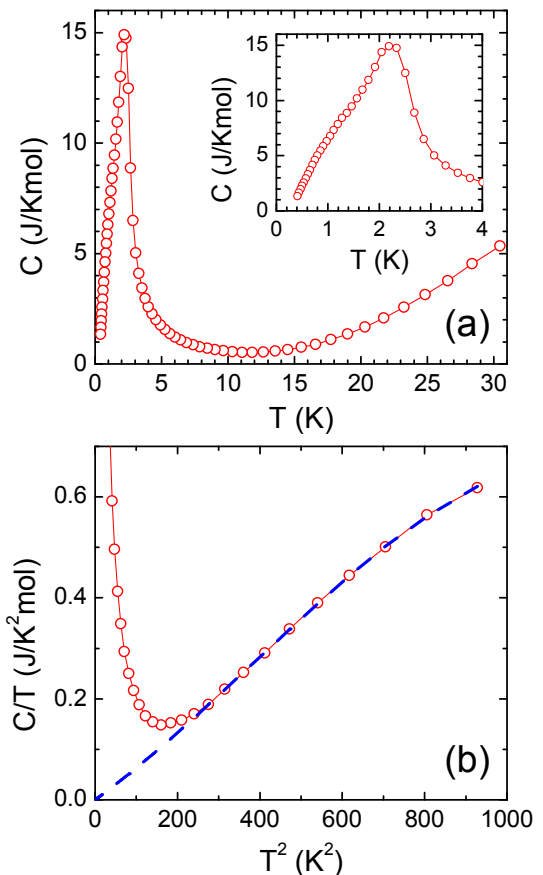 15
10
5
0
C (J/Kmol)
0 5 10 15 20 25 30
T (K)
(a)
15
10
5
0
C (J/Kmol)
0 1 2 3 4
T (K)
0.6
0.4
0.2
0.0
C/T (J/K²mol)
0 200 400 600 800 1000
T² (K²)
(b)